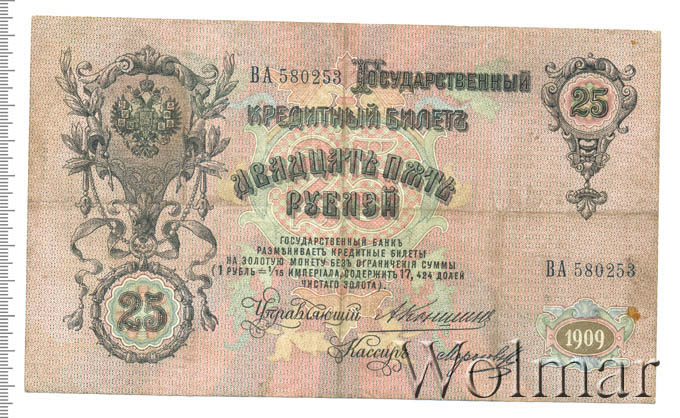 ВА 580253
Государственный
Кредитный Билетъ
25
25
Двадцать пять
Рублей
Государственный банкъ
размѣниваетъ кредитные билеты
на золотую монету безъ ограниченія суммы
(1 рубль = 1/15 имперіала, содержитъ 17,424 долей
чистаго золота).
ВА 580253
25
Управляющій
Кассиръ
1909
Wolmar